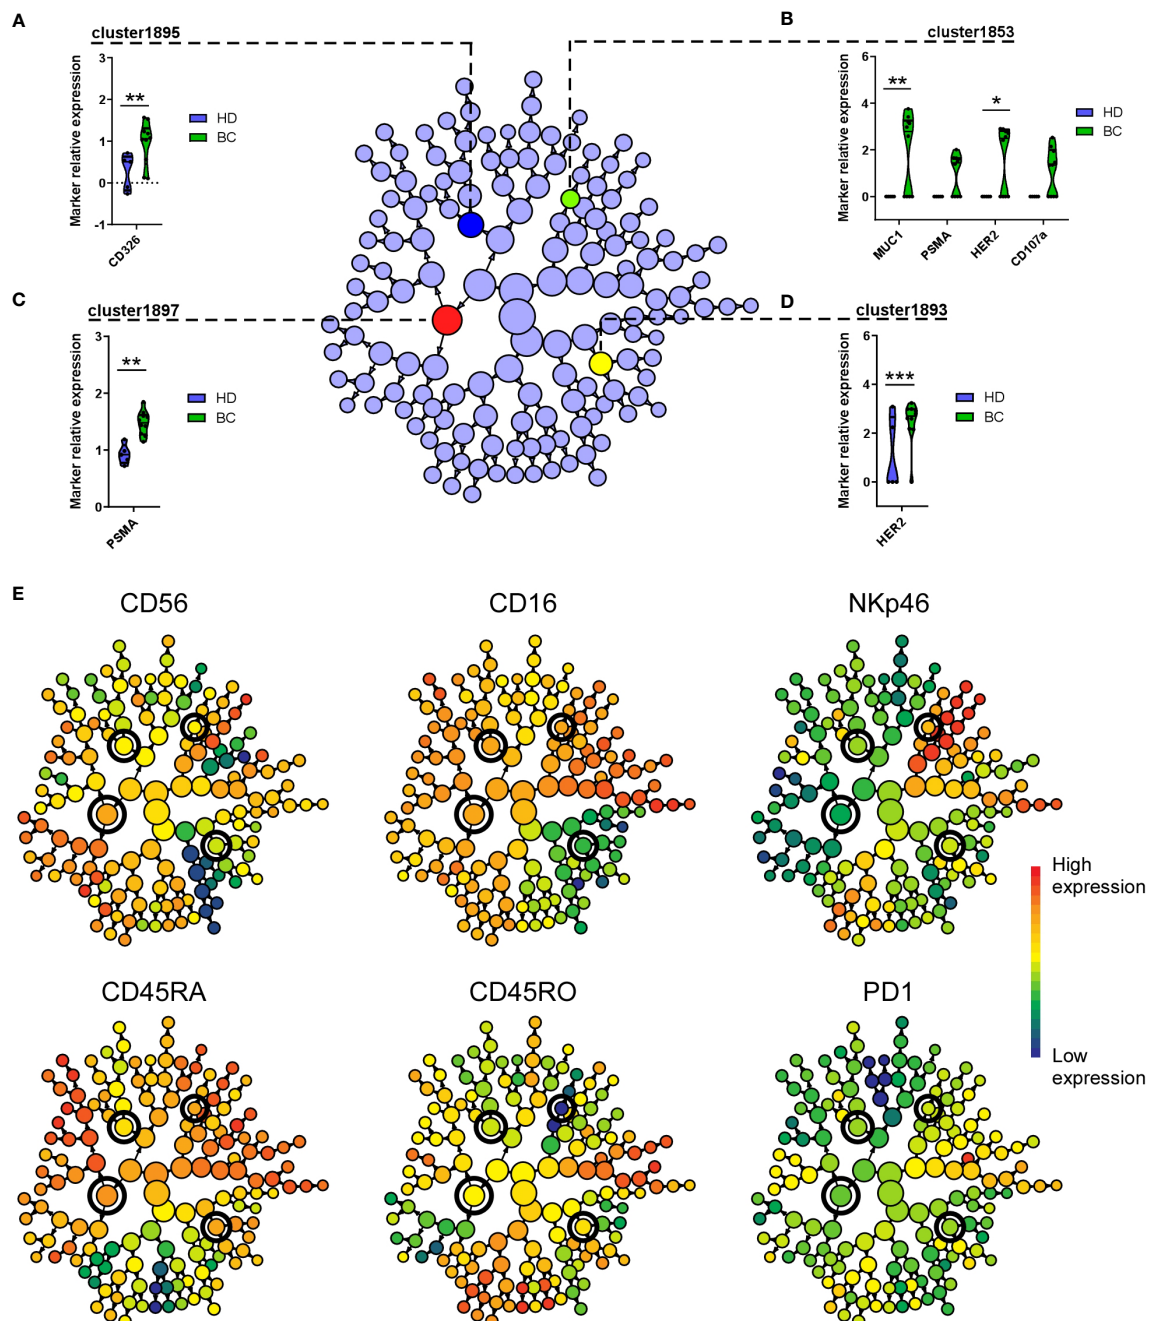 A
cluster1895
Marker relative expression
3
2
1
0
-1
**
CD326
HD
BC
B
cluster1853
Marker relative expression
6
4
2
0
**
*
MUC1
PSMA
HER2
CD107a
HD
BC
C
cluster1897
Marker relative expression
3
2
1
0
**
PSMA
HD
BC
D
cluster1893
Marker relative expression
6
4
2
0
***
HER2
HD
BC
E
CD56
CD16
NKp46
High
expression
Low
expression
CD45RA
CD45RO
PD1